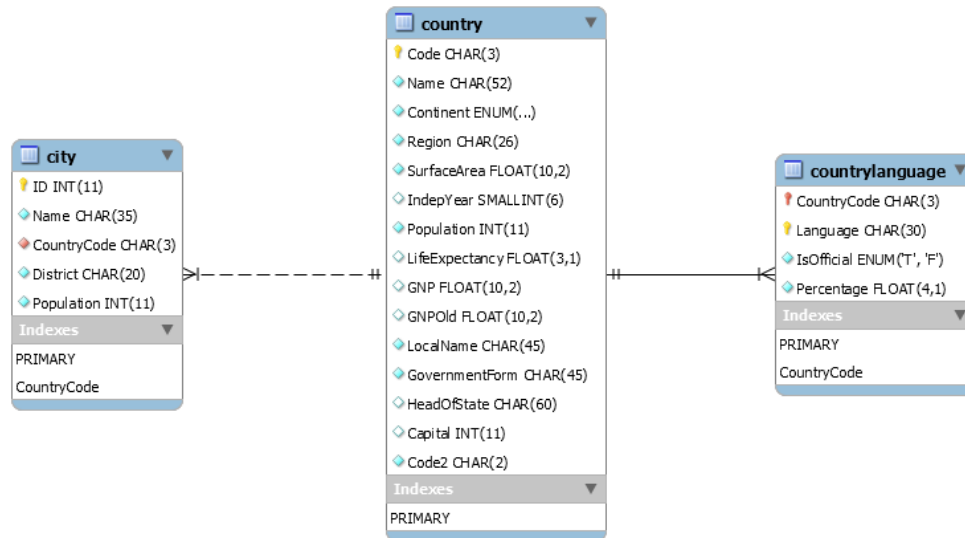 city
ID INT(11)
Name CHAR(35)
CountryCode CHAR(3)
District CHAR(20)
Population INT(11)
Indexes
PRIMARY
CountryCode
country
Code CHAR(3)
Name CHAR(52)
Continent ENUM(...)
Region CHAR(26)
SurfaceArea FLOAT(10,2)
IndepYear SMALLINT(6)
Population INT(11)
LifeExpectancy FLOAT(3,1)
GNP FLOAT(10,2)
GNPOld FLOAT(10,2)
LocalName CHAR(45)
GovernmentForm CHAR(45)
HeadOfState CHAR(60)
Capital INT(11)
Code2 CHAR(2)
Indexes
PRIMARY
countrylanguage
CountryCode CHAR(3)
Language CHAR(30)
IsOfficial ENUM('T', 'F')
Percentage FLOAT(4,1)
Indexes
PRIMARY
CountryCode